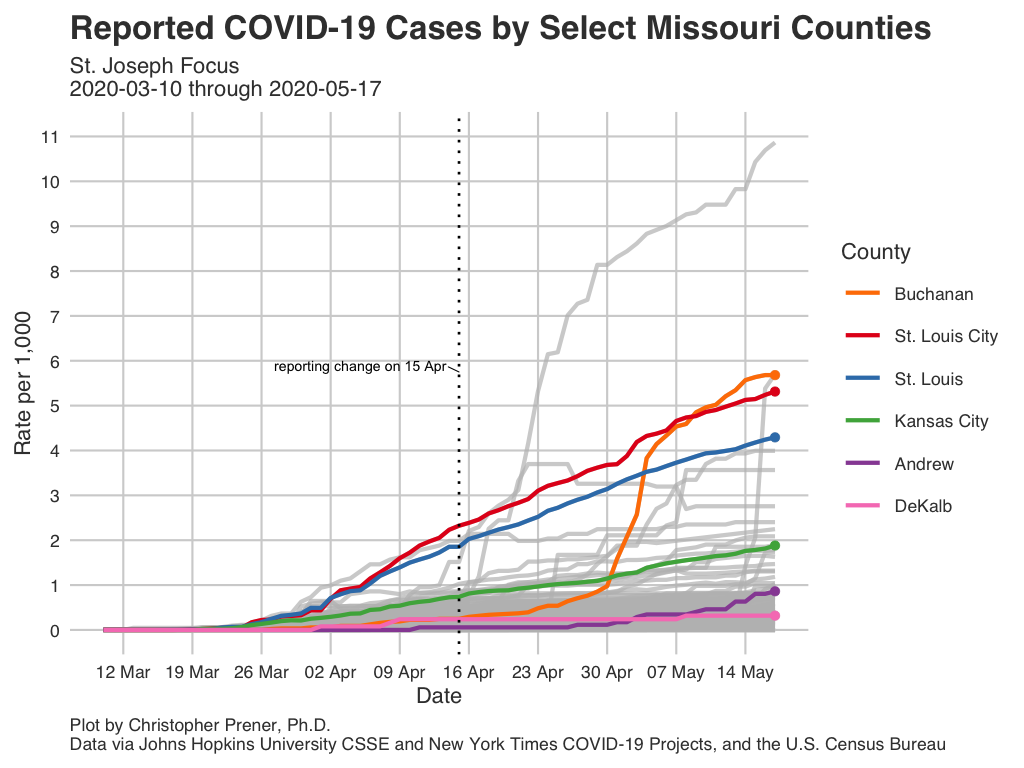 Reported COVID-19 Cases by Select Missouri Counties
St. Joseph Focus
2020-03-10 through 2020-05-17
Rate per 1,000
11
10
9
8
7
6
5
4
3
2
1
0
reporting change on 15 Apr
12 Mar 19 Mar 26 Mar 02 Apr 09 Apr 16 Apr 23 Apr 30 Apr 07 May 14 May
Date
County
Buchanan
St. Louis City
St. Louis
Kansas City
Andrew
DeKalb
Plot by Christopher Prener, Ph.D.
Data via Johns Hopkins University CSSE and New York Times COVID-19 Projects, and the U.S. Census Bureau